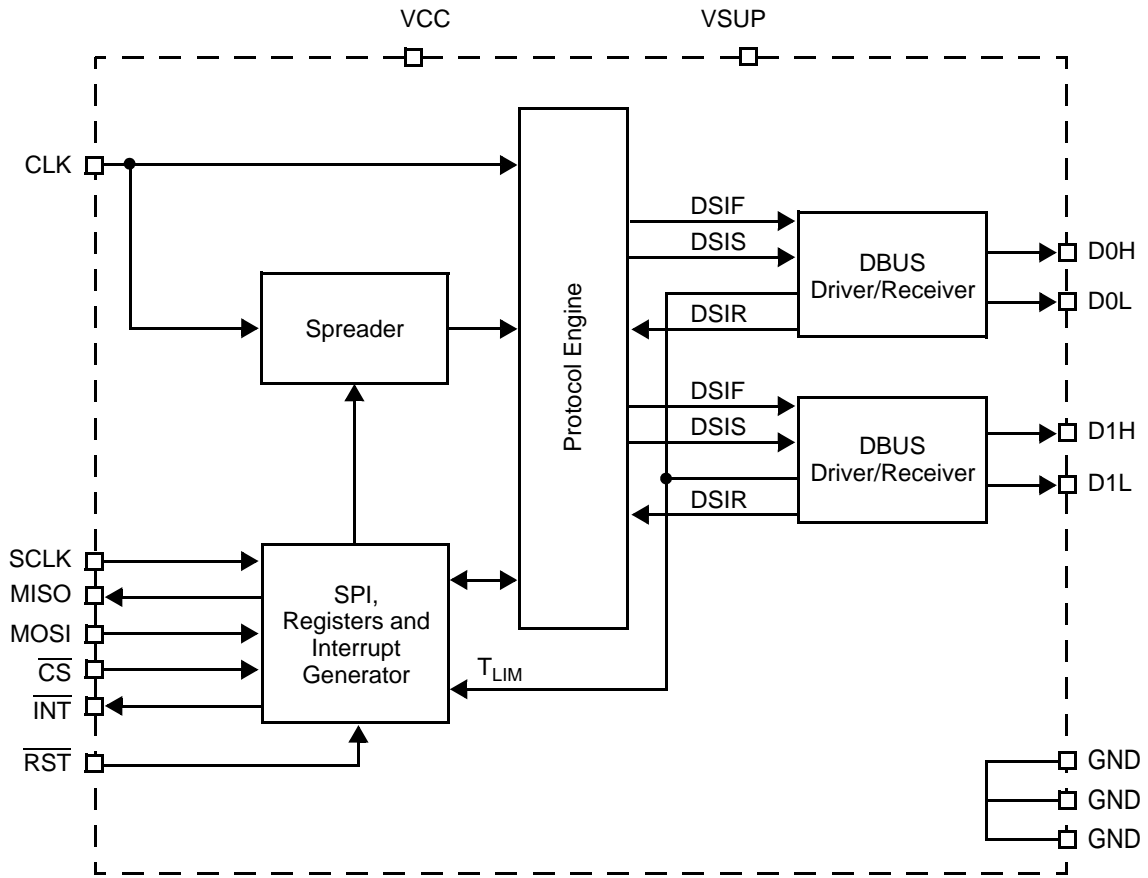 VCC
VSUP
CLK
DSIF
DSIS
DBUS
Driver/Receiver
D0H
D0L
Spreader
DSIR
Protocol Engine
DSIF
DSIS
DBUS
Driver/Receiver
D1H
D1L
DSIR
SCLK
MISO
MOSI
CS
INT
RST
SPI,
Registers and
Interrupt
Generator
TLIM
GND
GND
GND